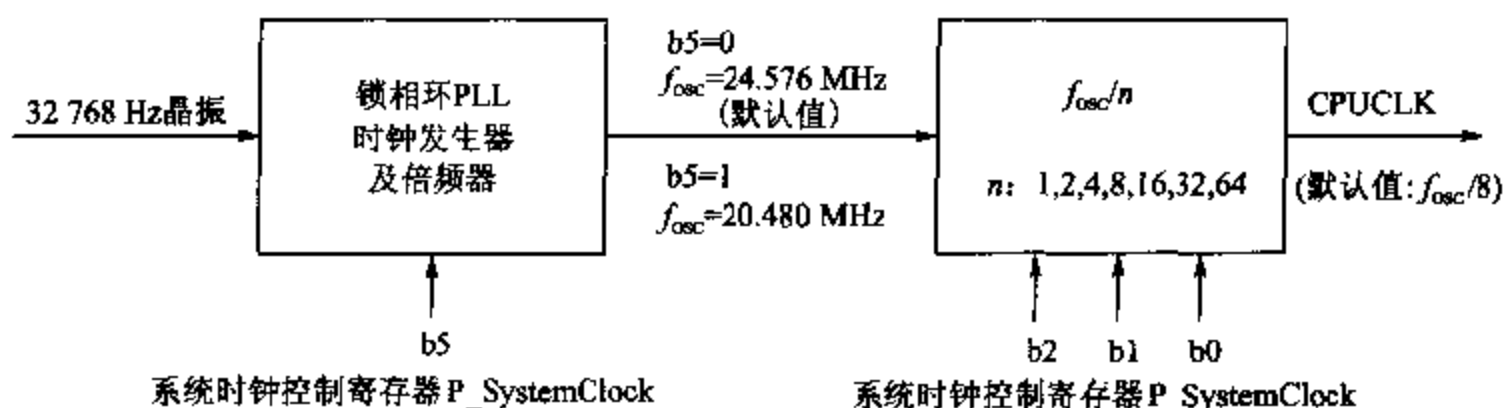 32 768 Hz晶振
锁相环PLL
时钟发生器
及倍频器
b5=0
fosc=24.576 MHz
(默认值)
b5=1
fosc=20.480 MHz
fosc/n
n：1,2,4,8,16,32,64
CPUCLK
(默认值:fosc/8)
b5
系统时钟控制寄存器P_SystemClock
b2 b1 b0
系统时钟控制寄存器P_SystemClock